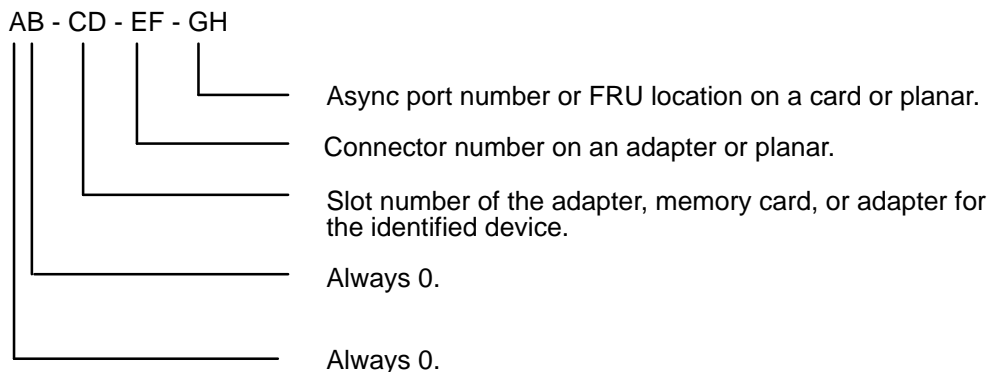 AB - CD - EF - GH
Async port number or FRU location on a card or planar.
Connector number on an adapter or planar.
Slot number of the adapter, memory card, or adapter for
the identified device.
Always 0.
Always 0.